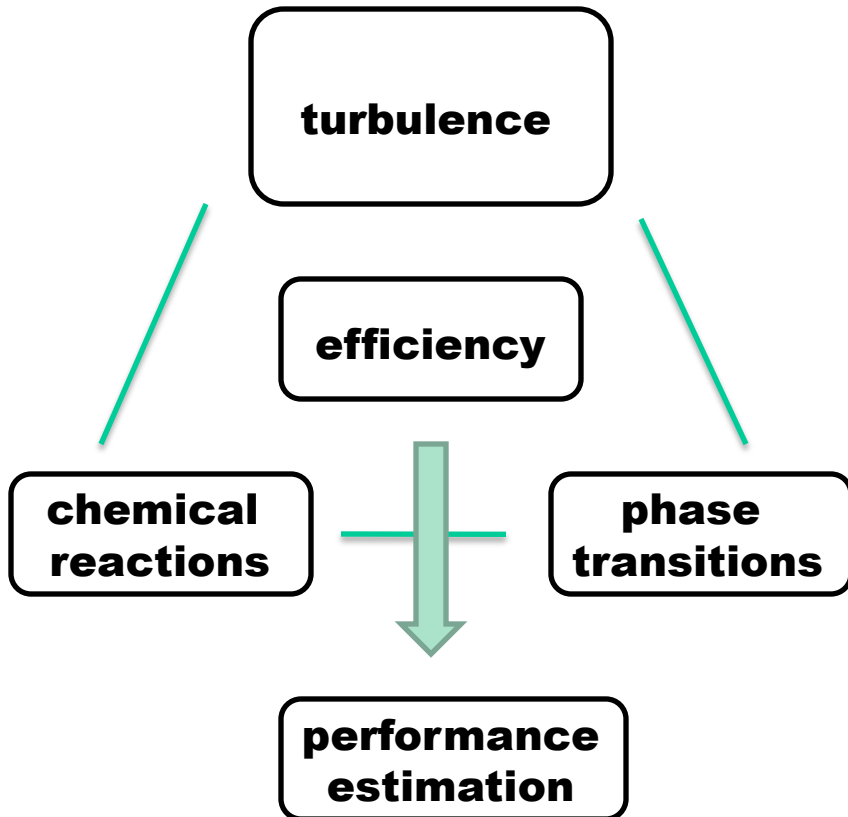 turbulence
efficiency
chemical
reactions
phase
transitions
performance
estimation